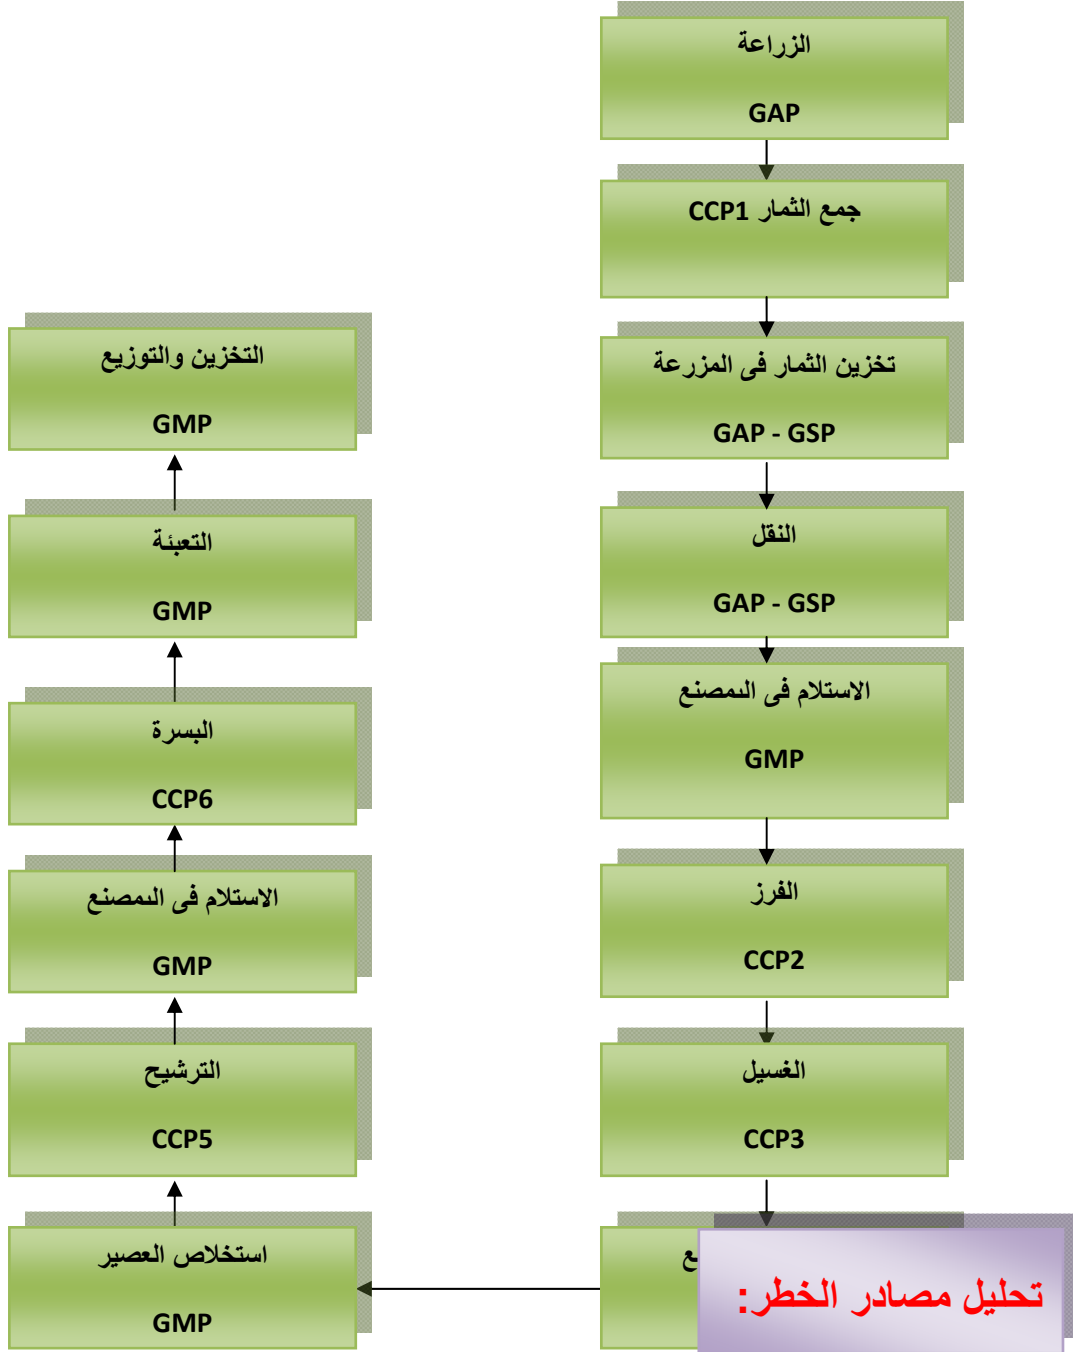 الزراعة
GAP
جمع الثمار CCP1
تخزين الثمار فى المزرعة
GAP - GSP
النقل
GAP - GSP
الاستلام فى المصنع
GMP
الفرز
CCP2
الغسيل
CCP3
تحليل مصادر الخطر:
استخلاص العصير
GMP
الترشيح
CCP5
الاستلام فى المصنع
GMP
البسرة
CCP6
التعبئة
GMP
التخزين والتوزيع
GMP